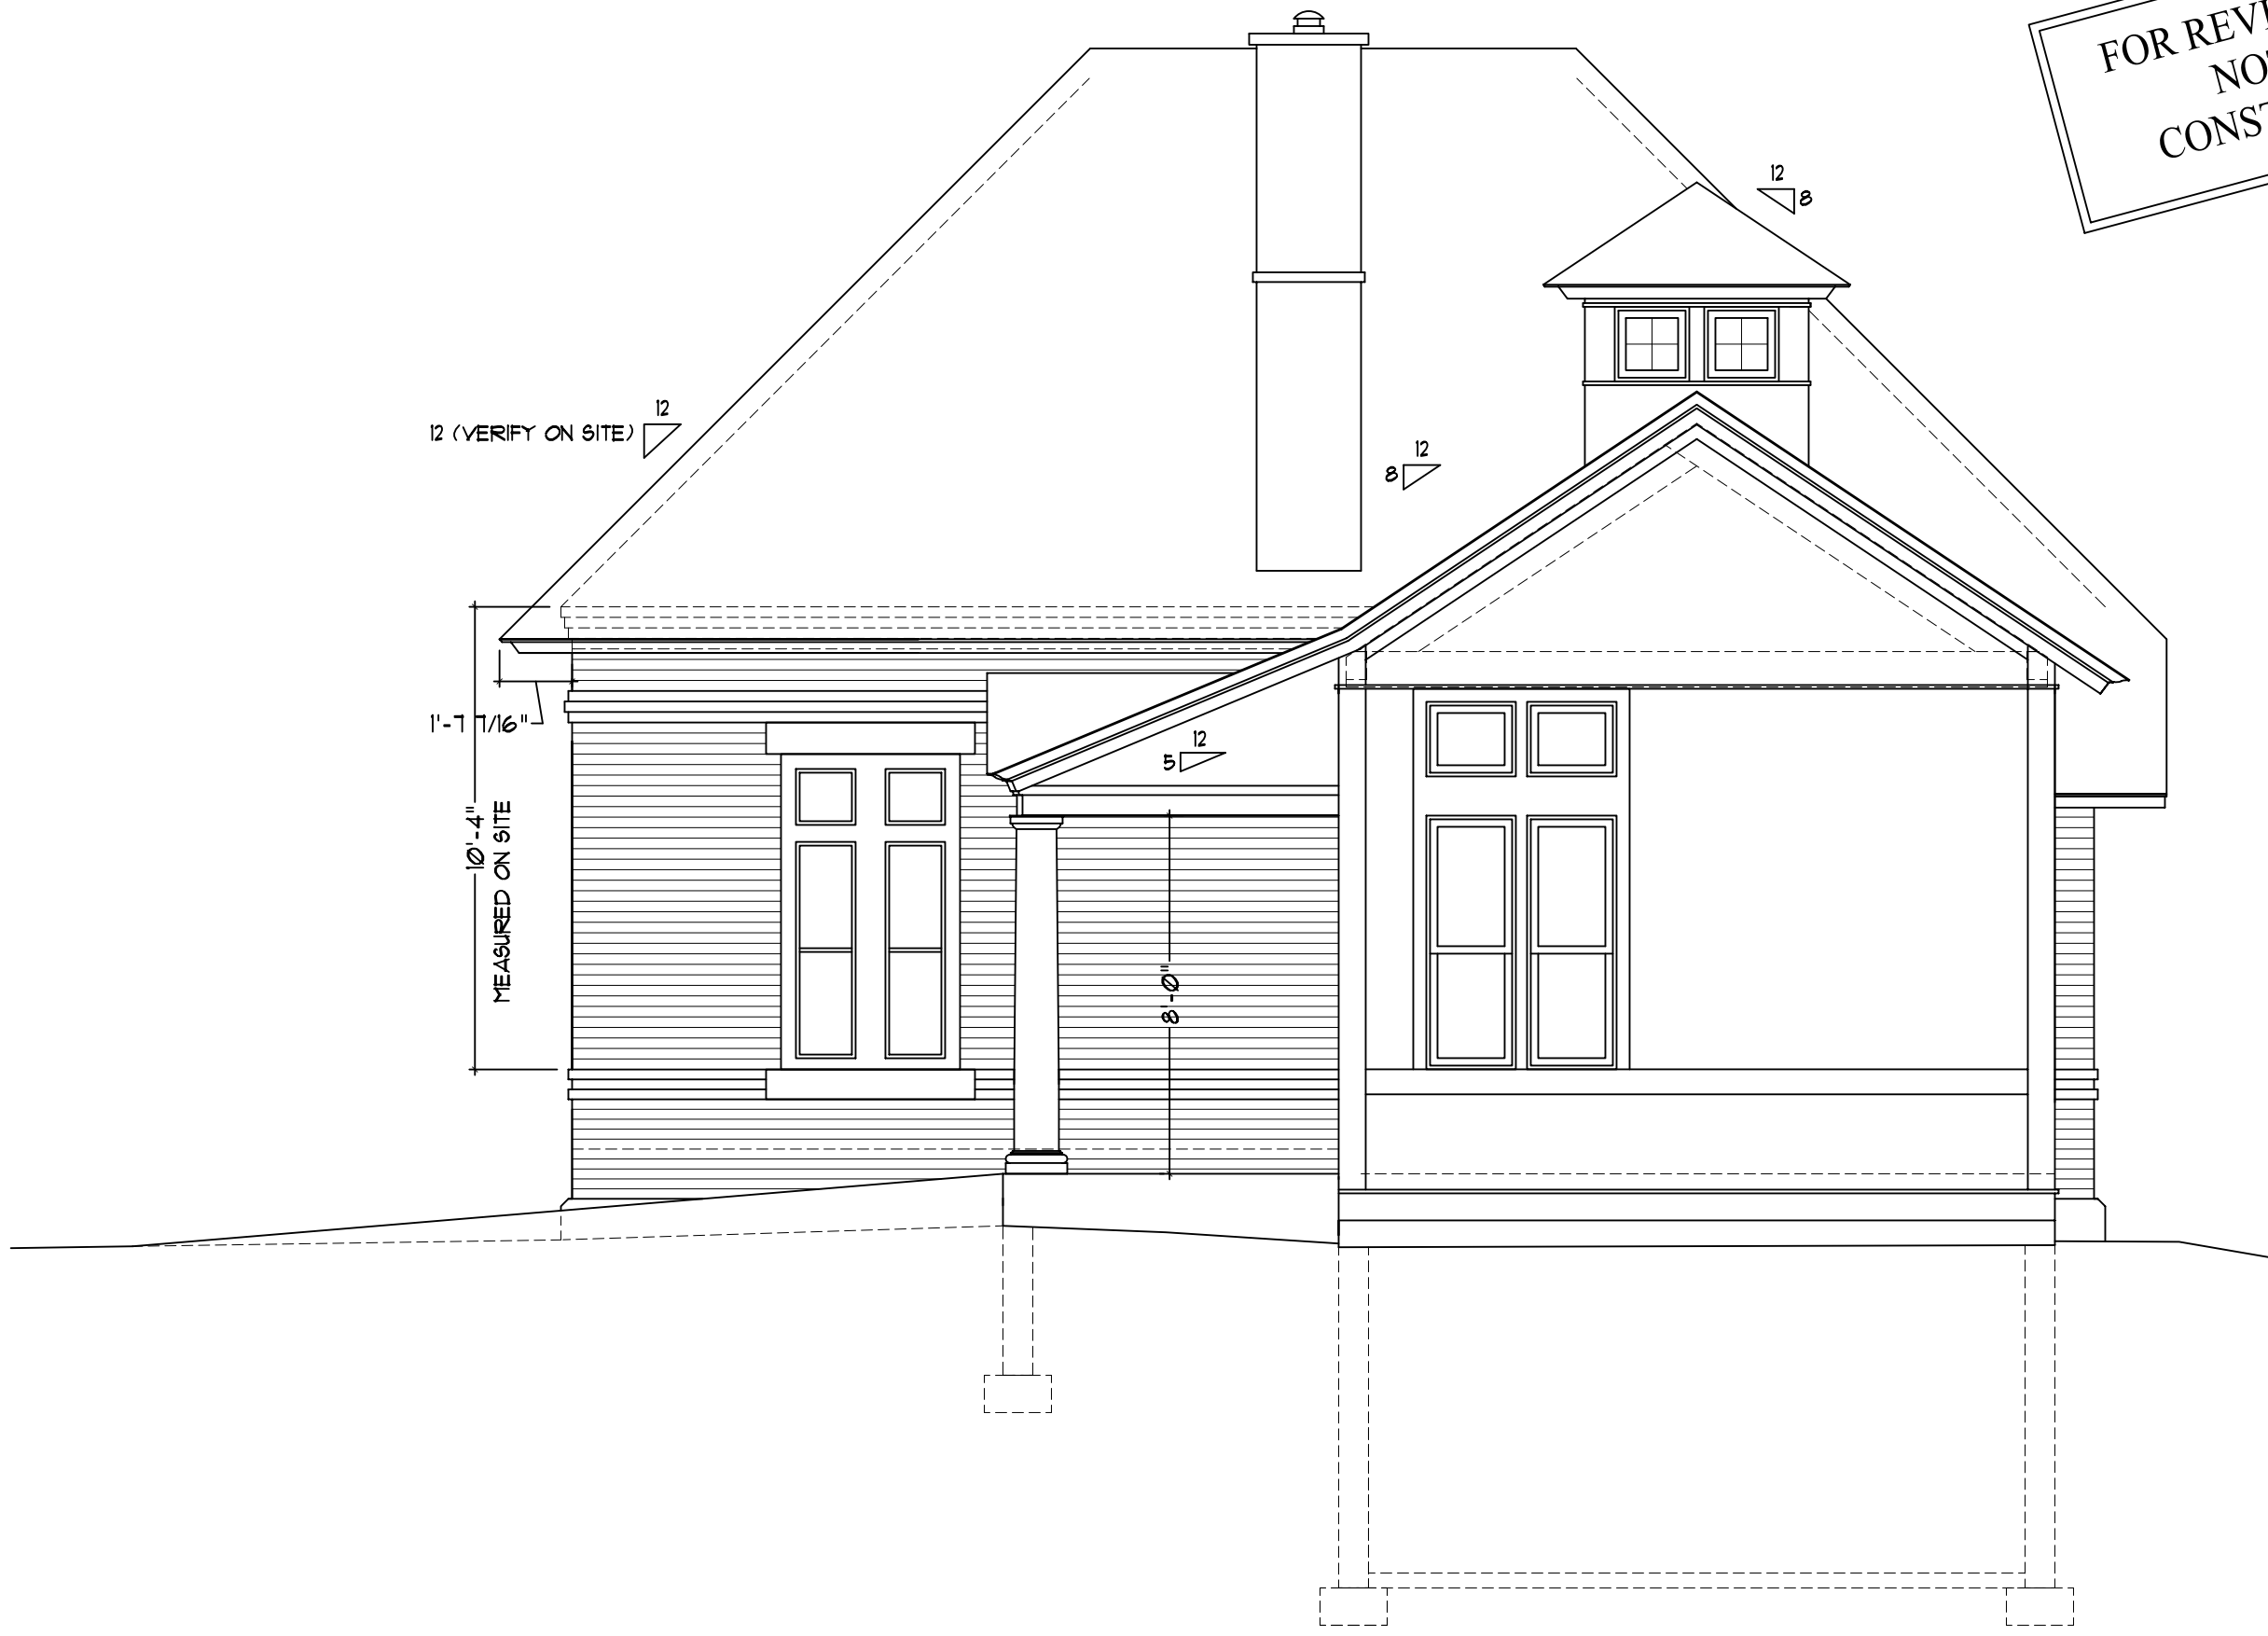 FOR REVI
NO
CONST
12
8
12
12 (VERIFY ON SITE)
12
8
1'-7 7/16"
12
5
10'-4"
MEASURED ON SITE
8'-0"